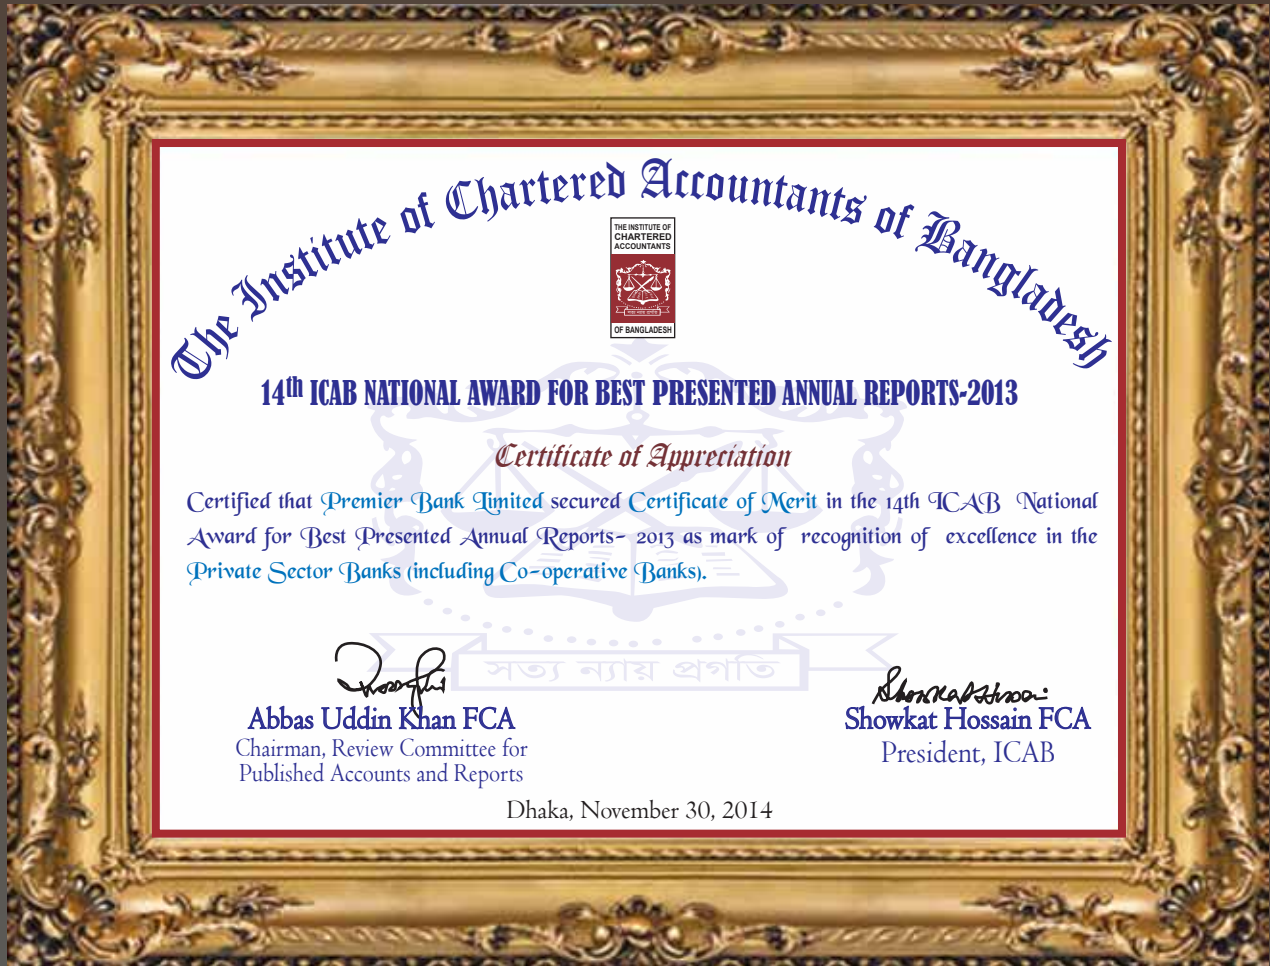 The Institute of Chartered Accountants of Bangladesh
THE INSTITUTE OF
CHARTERED
ACCOUNTANTS
সত্য ন্যায় প্রগতি
OF BANGLADESH
14th ICAB NATIONAL AWARD FOR BEST PRESENTED ANNUAL REPORTS-2013
Certificate of Appreciation
Certified that Premier Bank Limited secured Certificate of Merit in the 14th ICAB National
Award for Best Presented Annual Reports- 2013 as mark of recognition of excellence in the
Private Sector Banks (including Co-operative Banks).
সত্য ন্যায় প্রগতি
Abbas Uddin Khan FCA
Chairman, Review Committee for
Published Accounts and Reports
Showkat Hossain
Showkat Hossain FCA
President, ICAB
Dhaka, November 30, 2014